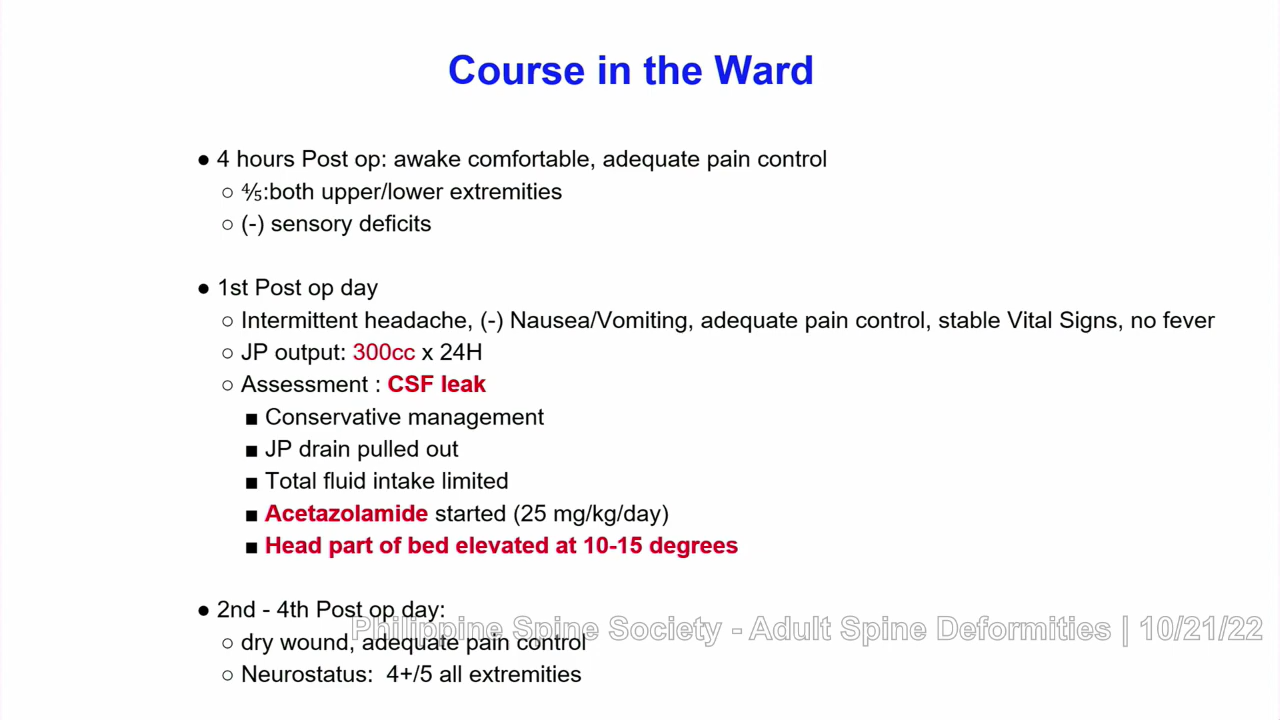 Course in the Ward
● 4 hours Post op: awake comfortable, adequate pain control
○ ⅘:both upper/lower extremities
○ (-) sensory deficits
● 1st Post op day
○ Intermittent headache, (-) Nausea/Vomiting, adequate pain control, stable Vital Signs, no fever
○ JP output: 300cc x 24H
○ Assessment : CSF leak
■ Conservative management
■ JP drain pulled out
■ Total fluid intake limited
■ Acetazolamide started (25 mg/kg/day)
■ Head part of bed elevated at 10-15 degrees
● 2nd - 4th Post op day:
Philippine Spine Society - Adult Spine Deformities | 10/21/22
○ dry wound, adequate pain control
○ Neurostatus: 4+/5 all extremities